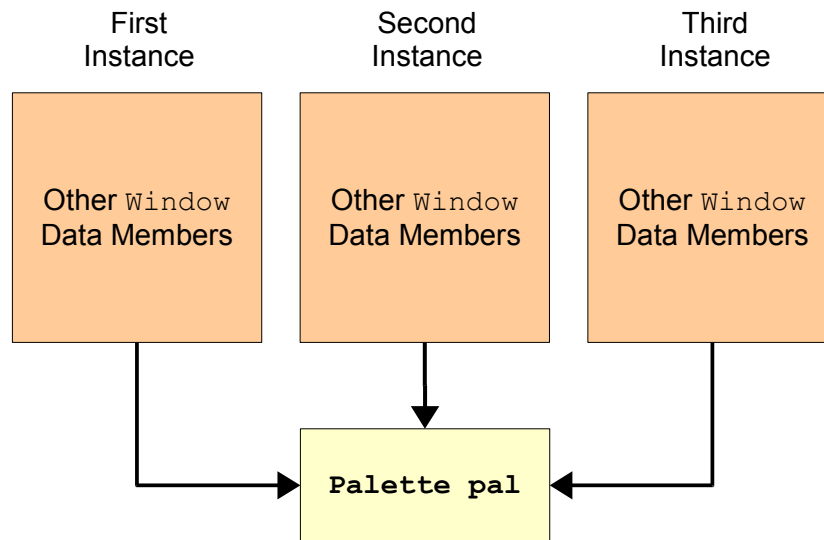 First
Instance
Second
Instance
Third
Instance
Other Window
Data Members
Other Window
Data Members
Other Window
Data Members
Palette pal